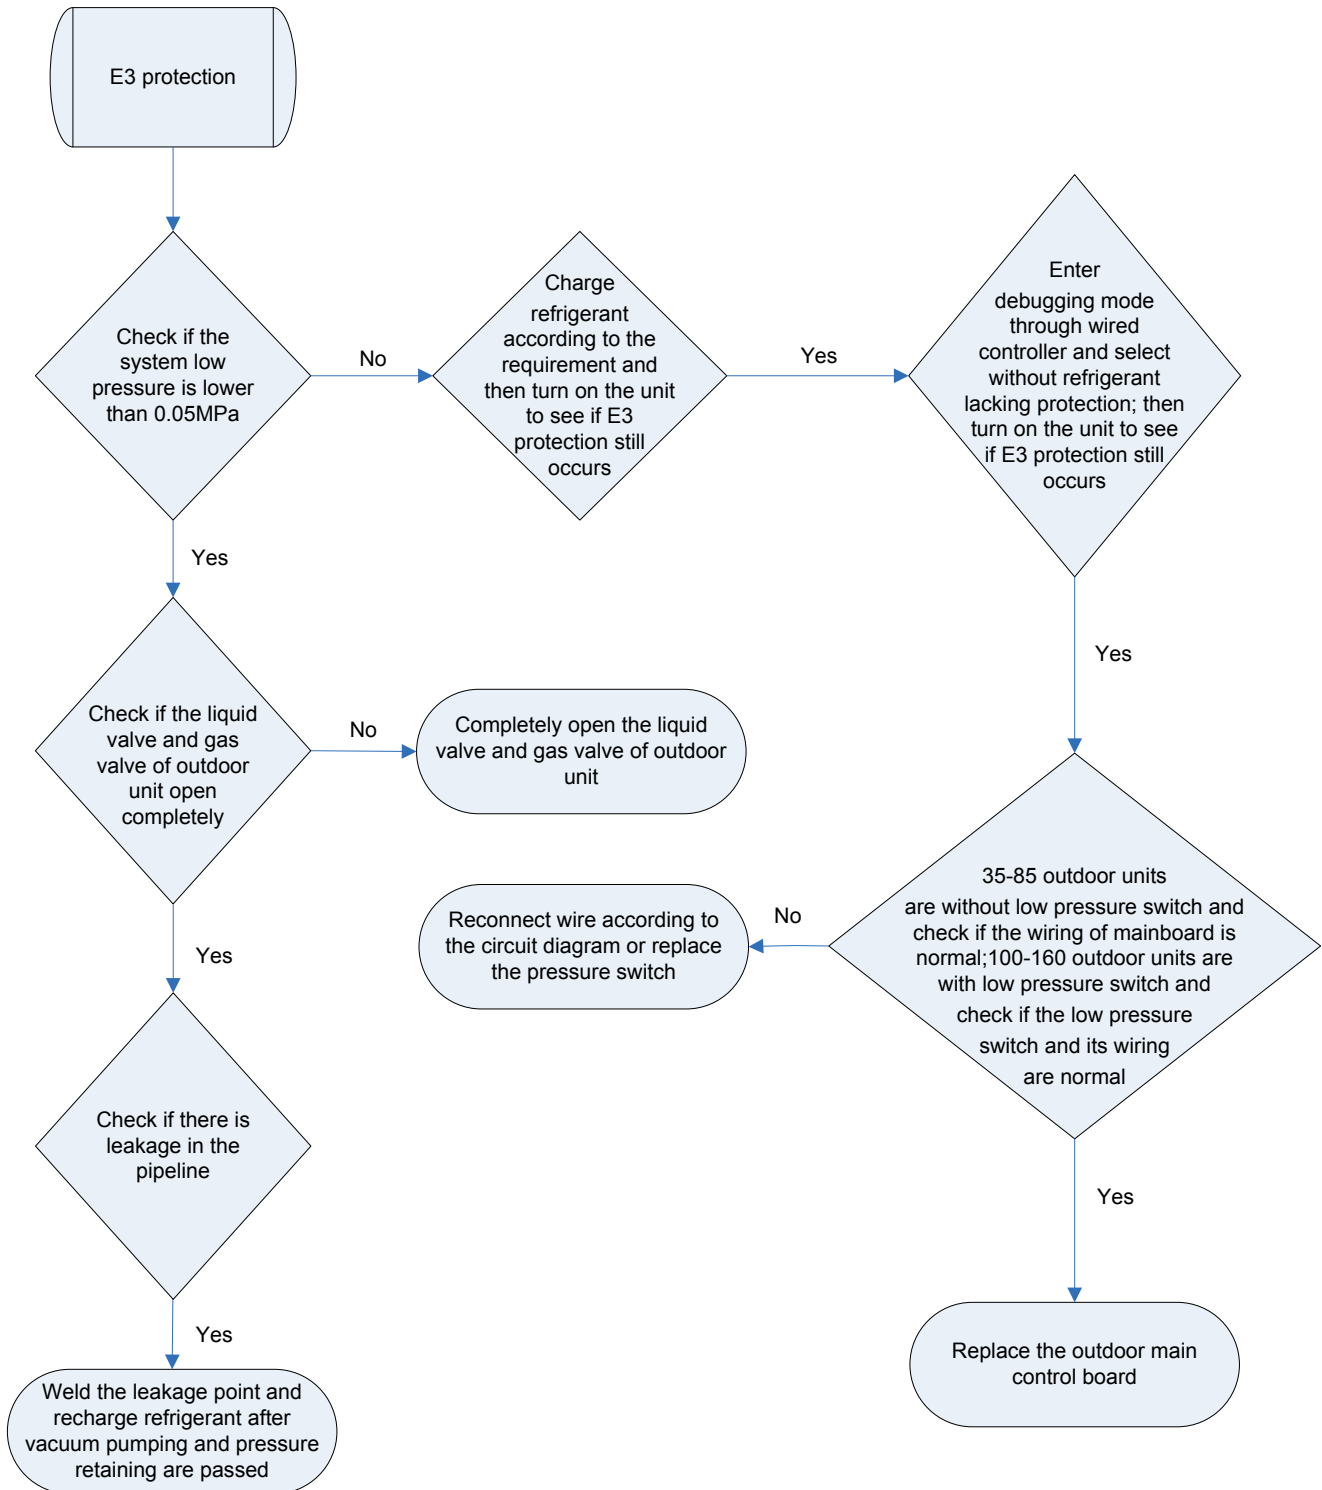 E3 protection
Check if the
system low
pressure is lower
than 0.05MPa
No
Charge
refrigerant
according to the
requirement and
then turn on the unit
to see if E3
protection still
occurs
Yes
Enter
debugging mode
through wired
controller and select
without refrigerant
lacking protection; then
turn on the unit to see
if E3 protection still
occurs
Yes
Yes
Check if the liquid
valve and gas
valve of outdoor
unit open
completely
No
Completely open the liquid
valve and gas valve of outdoor
unit
35-85 outdoor units
are without low pressure switch and
check if the wiring of mainboard is
normal;100-160 outdoor units are
with low pressure switch and
check if the low pressure
switch and its wiring
are normal
No
Reconnect wire according to
the circuit diagram or replace
the pressure switch
Yes
Check if there is
leakage in the
pipeline
Yes
Yes
Replace the outdoor main
control board
Weld the leakage point and
recharge refrigerant after
vacuum pumping and pressure
retaining are passed